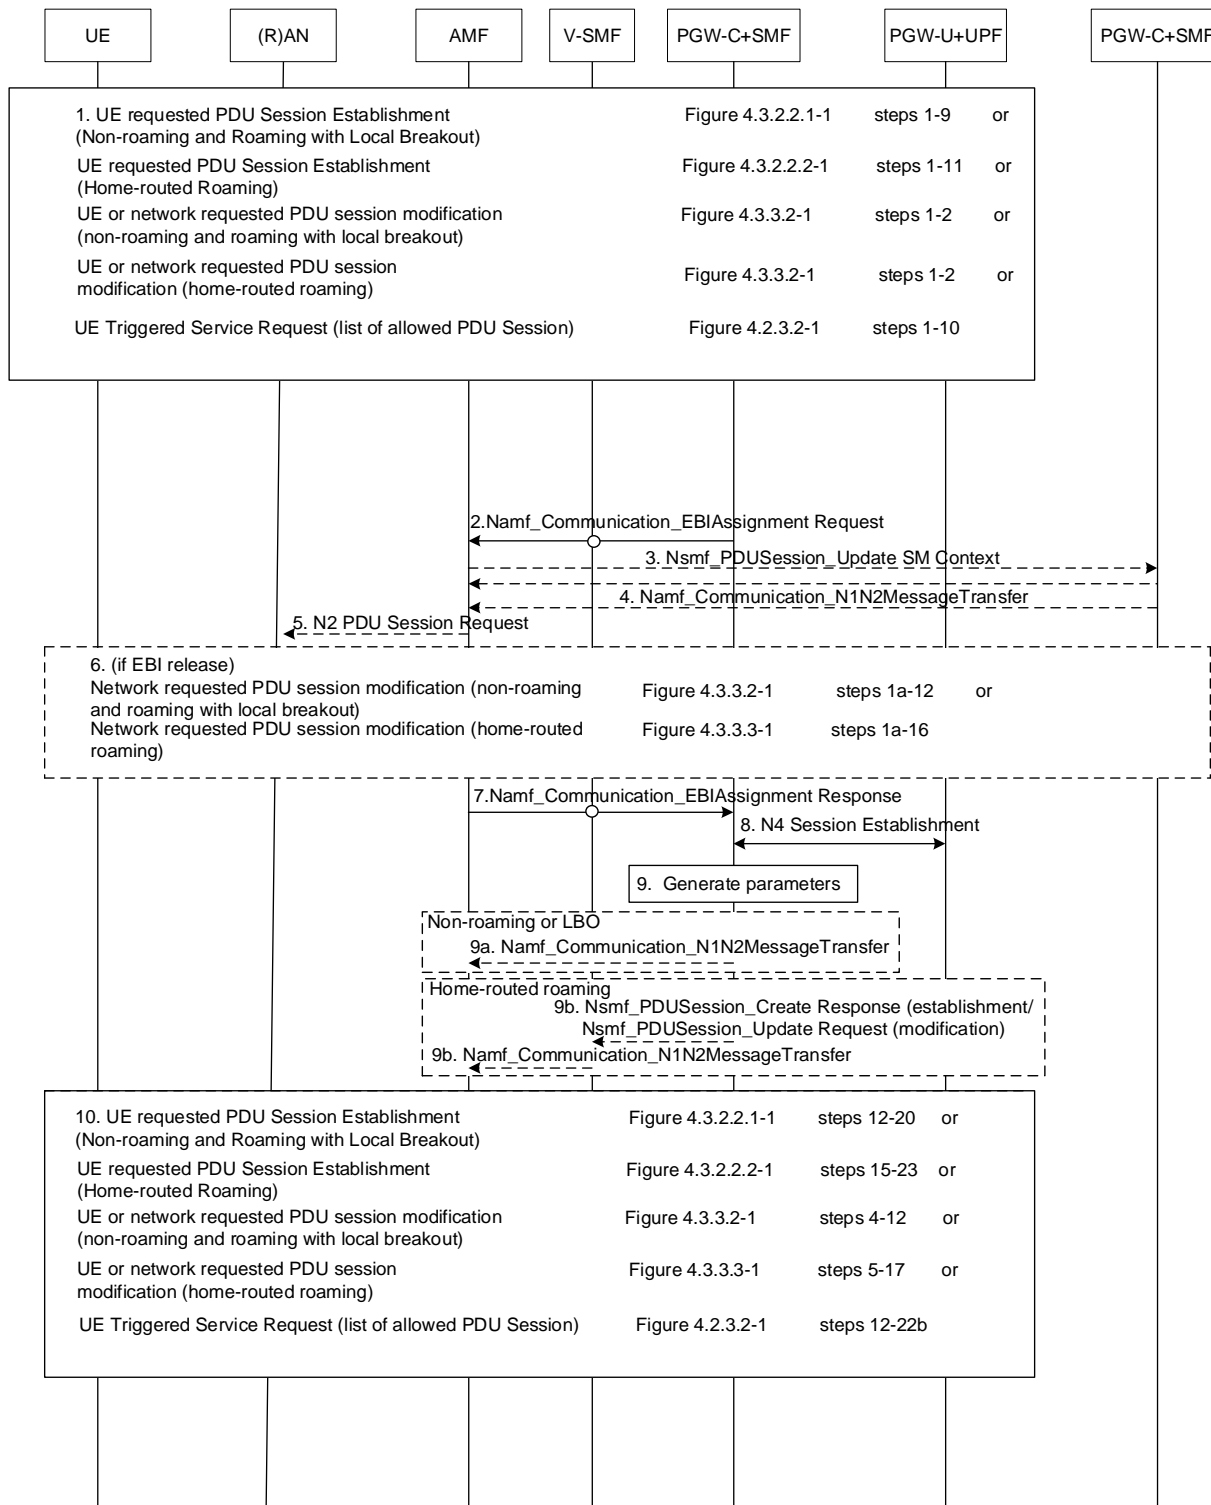 UE (R)AN AMF V-SMF PGW-C+SMF PGW-U+UPF PGW-C+SMF
1. UE requested PDU Session Establishment Figure 4.3.2.2.1-1 steps 1-9 or
(Non-roaming and Roaming with Local Breakout)
UE requested PDU Session Establishment Figure 4.3.2.2.2-1 steps 1-11 or
(Home-routed Roaming)
UE or network requested PDU session modification Figure 4.3.3.2-1 steps 1-2 or
(non-roaming and roaming with local breakout)
UE or network requested PDU session
modification (home-routed roaming) Figure 4.3.3.2-1 steps 1-2 or
UE Triggered Service Request (list of allowed PDU Session) Figure 4.2.3.2-1 steps 1-10
2.Namf_Communication_EBIAssignment Request
3. Nsmf_PDUSession_Update SM Context
4. Namf_Communication_N1N2MessageTransfer
5. N2 PDU Session Request
6. (if EBI release)
Network requested PDU session modification (non-roaming Figure 4.3.3.2-1 steps 1a-12 or
and roaming with local breakout)
Network requested PDU session modification (home-routed Figure 4.3.3.3-1 steps 1a-16
roaming)
7.Namf_Communication_EBIAssignment Response
8. N4 Session Establishment
9. Generate parameters
Non-roaming or LBO
9a. Namf_Communication_N1N2MessageTransfer
Home-routed roaming
9b. Nsmf_PDUSession_Create Response (establishment/
Nsmf_PDUSession_Update Request (modification)
9b. Namf_Communication_N1N2MessageTransfer
10. UE requested PDU Session Establishment Figure 4.3.2.2.1-1 steps 12-20 or
(Non-roaming and Roaming with Local Breakout)
UE requested PDU Session Establishment Figure 4.3.2.2.2-1 steps 15-23 or
(Home-routed Roaming)
UE or network requested PDU session modification Figure 4.3.3.2-1 steps 4-12 or
(non-roaming and roaming with local breakout)
UE or network requested PDU session Figure 4.3.3.3-1 steps 5-17 or
modification (home-routed roaming)
UE Triggered Service Request (list of allowed PDU Session) Figure 4.2.3.2-1 steps 12-22b